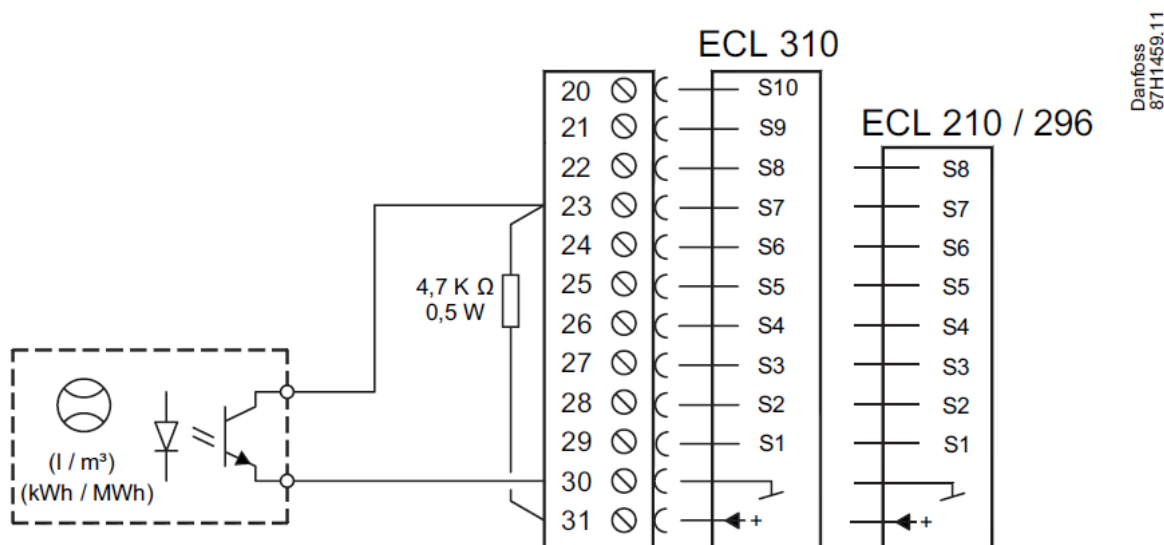 ECL 310
Danfoss
87H1459.11
ECL 210 / 296
20 S10
21 S9
22 S8 S8
23 S7 S7
24 S6 S6
4,7 K Ω
0,5 W
25 S5 S5
26 S4 S4
27 S3 S3
28 S2 S2
29 S1 S1
(l / m³)
(kWh / MWh)
30
31 + +